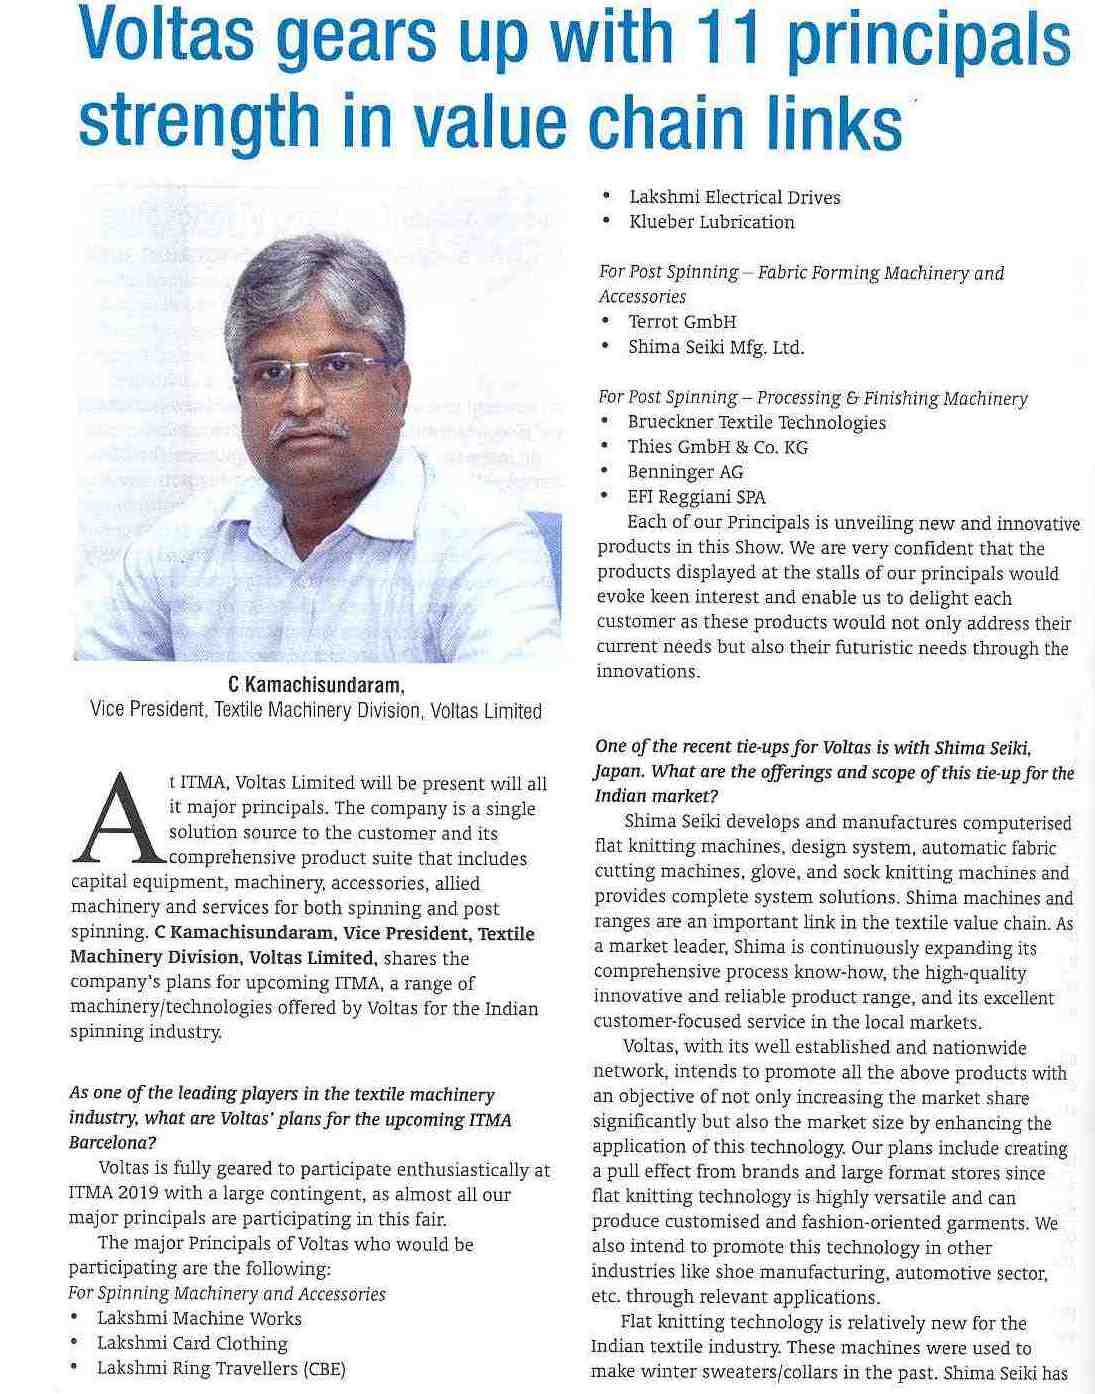 Voltas gears up with 11 principals
strength in value chain links
C Kamachisundaram,
Vice President, Textile Machinery Division, Voltas Limited
At ITMA, Voltas Limited will be present will all
it major principals. The company is a single
solution source to the customer and its
comprehensive product suite that includes
capital equipment, machinery, accessories, allied
machinery and services for both spinning and post
spinning. C Kamachisundaram, Vice President, Textile
Machinery Division, Voltas Limited, shares the
company's plans for upcoming ITMA, a range of
machinery/technologies offered by Voltas for the Indian
spinning industry.
As one of the leading players in the textile machinery
industry, what are Voltas' plans for the upcoming ITMA
Barcelona?
Voltas is fully geared to participate enthusiastically at
ITMA 2019 with a large contingent, as almost all our
major principals are participating in this fair.
The major Principals of Voltas who would be
participating are the following:
For Spinning Machinery and Accessories
• Lakshmi Machine Works
• Lakshmi Card Clothing
• Lakshmi Ring Travellers (CBE)
• Lakshmi Electrical Drives
• Klueber Lubrication
For Post Spinning – Fabric Forming Machinery and
Accessories
• Terrot GmbH
• Shima Seiki Mfg. Ltd.
For Post Spinning – Processing & Finishing Machinery
• Brueckner Textile Technologies
• Thies GmbH & Co. KG
• Benninger AG
• EFI Reggiani SPA
Each of our Principals is unveiling new and innovative
products in this Show. We are very confident that the
products displayed at the stalls of our principals would
evoke keen interest and enable us to delight each
customer as these products would not only address their
current needs but also their futuristic needs through the
innovations.
One of the recent tie-ups for Voltas is with Shima Seiki,
Japan. What are the offerings and scope of this tie-up for the
Indian market?
Shima Seiki develops and manufactures computerised
flat knitting machines, design system, automatic fabric
cutting machines, glove, and sock knitting machines and
provides complete system solutions. Shima machines and
ranges are an important link in the textile value chain. As
a market leader, Shima is continuously expanding its
comprehensive process know-how, the high-quality
innovative and reliable product range, and its excellent
customer-focused service in the local markets.
Voltas, with its well established and nationwide
network, intends to promote all the above products with
an objective of not only increasing the market share
significantly but also the market size by enhancing the
application of this technology. Our plans include creating
a pull effect from brands and large format stores since
flat knitting technology is highly versatile and can
produce customised and fashion-oriented garments. We
also intend to promote this technology in other
industries like shoe manufacturing, automotive sector,
etc. through relevant applications.
Flat knitting technology is relatively new for the
Indian textile industry. These machines were used to
make winter sweaters/collars in the past. Shima Seiki has